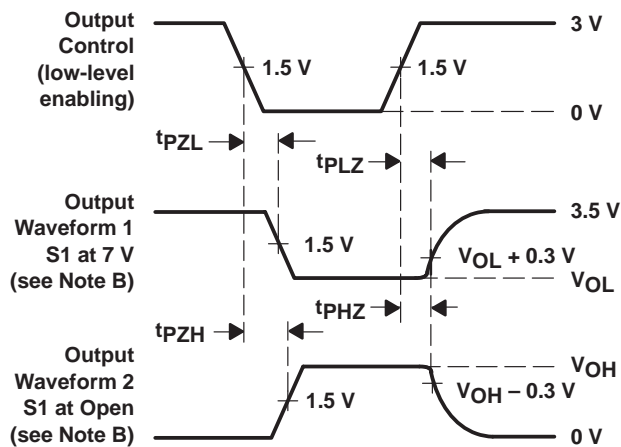 Output
Control
(low-level
enabling)
3 V
1.5 V
1.5 V
0 V
tPZL
tPLZ
Output
Waveform 1
S1 at 7 V
(see Note B)
3.5 V
1.5 V
VOL + 0.3 V
VOL
tPHZ
tPZH
Output
Waveform 2
S1 at Open
(see Note B)
VOH
1.5 V
VOH – 0.3 V
0 V